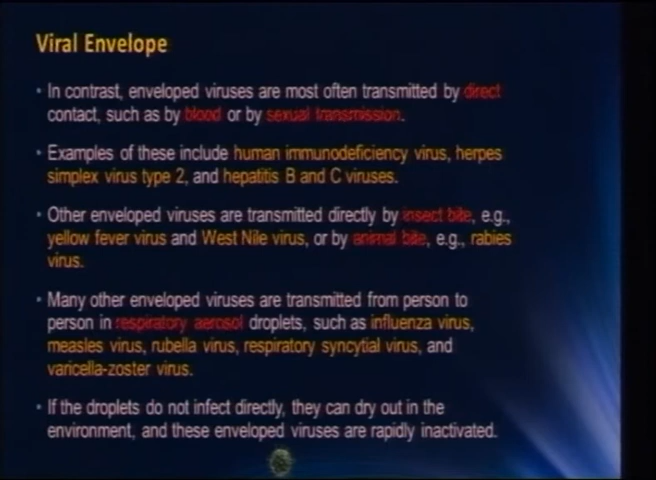 Viral Envelope
• In contrast, enveloped viruses are most often transmitted by direct
contact, such as by blood or by sexual transmission.
• Examples of these include human immunodeficiency virus, herpes
simplex virus type 2, and hepatitis B and C viruses.
• Other enveloped viruses are transmitted directly by insect bite, e.g.,
yellow fever virus and West Nile virus, or by animal bite, e.g., rabies
virus.
• Many other enveloped viruses are transmitted from person to
person in respiratory aerosol droplets, such as influenza virus,
measles virus, rubella virus, respiratory syncytial virus, and
varicella-zoster virus.
• If the droplets do not infect directly, they can dry out in the
environment, and these enveloped viruses are rapidly inactivated.